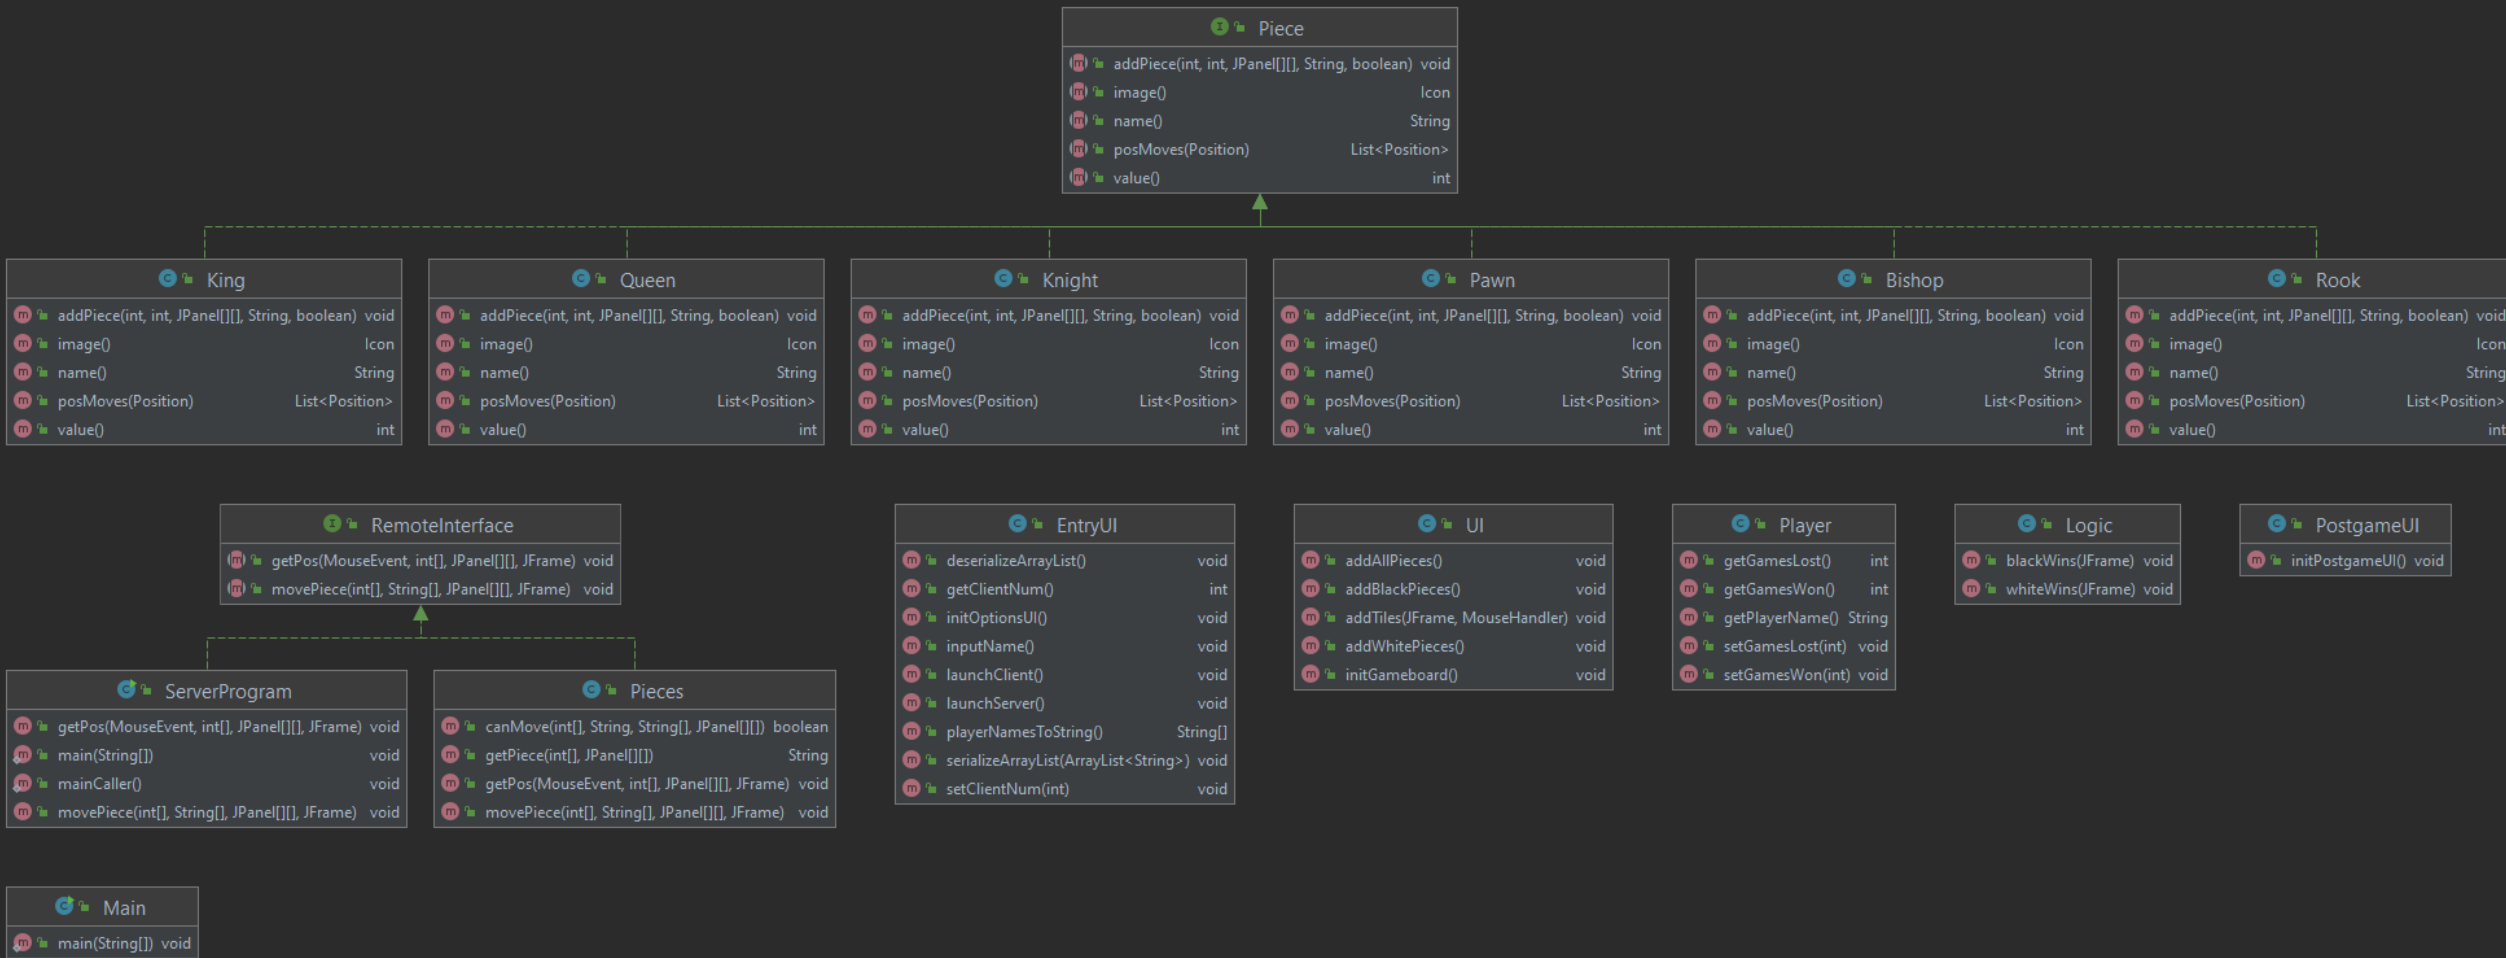 Piece
addPiece(int, int, JPanel[][], String, boolean) void
image() Icon
name() String
posMoves(Position) List<Position>
value() int
King
addPiece(int, int, JPanel[][], String, boolean) void
image() Icon
name() String
posMoves(Position) List<Position>
value() int
Queen
addPiece(int, int, JPanel[][], String, boolean) void
image() Icon
name() String
posMoves(Position) List<Position>
value() int
Knight
addPiece(int, int, JPanel[][], String, boolean) void
image() Icon
name() String
posMoves(Position) List<Position>
value() int
Pawn
addPiece(int, int, JPanel[][], String, boolean) void
image() Icon
name() String
posMoves(Position) List<Position>
value() int
Bishop
addPiece(int, int, JPanel[][], String, boolean) void
image() Icon
name() String
posMoves(Position) List<Position>
value() int
Rook
addPiece(int, int, JPanel[][], String, boolean) void
image() Icon
name() String
posMoves(Position) List<Position>
value() int
RemoteInterface
getPos(MouseEvent, int[], JPanel[][], JFrame) void
movePiece(int[], String[], JPanel[][], JFrame) void
ServerProgram
getPos(MouseEvent, int[], JPanel[][], JFrame) void
main(String[]) void
mainCaller() void
movePiece(int[], String[], JPanel[][], JFrame) void
Pieces
canMove(int[], String, String[], JPanel[][]) boolean
getPiece(int[], JPanel[][]) String
getPos(MouseEvent, int[], JPanel[][], JFrame) void
movePiece(int[], String[], JPanel[][], JFrame) void
EntryUI
deserializeArrayList() void
getClientNum() int
initOptionsUI() void
inputName() void
launchClient() void
launchServer() void
playerNamesToString() String[]
serializeArrayList(ArrayList<String>) void
setClientNum(int) void
UI
addAllPieces() void
addBlackPieces() void
addTiles(JFrame, MouseHandler) void
addWhitePieces() void
initGameboard() void
Player
getGamesLost() int
getGamesWon() int
getPlayerName() String
setGamesLost(int) void
setGamesWon(int) void
Logic
blackWins(JFrame) void
whiteWins(JFrame) void
PostgameUI
initPostgameUI() void
Main
main(String[]) void